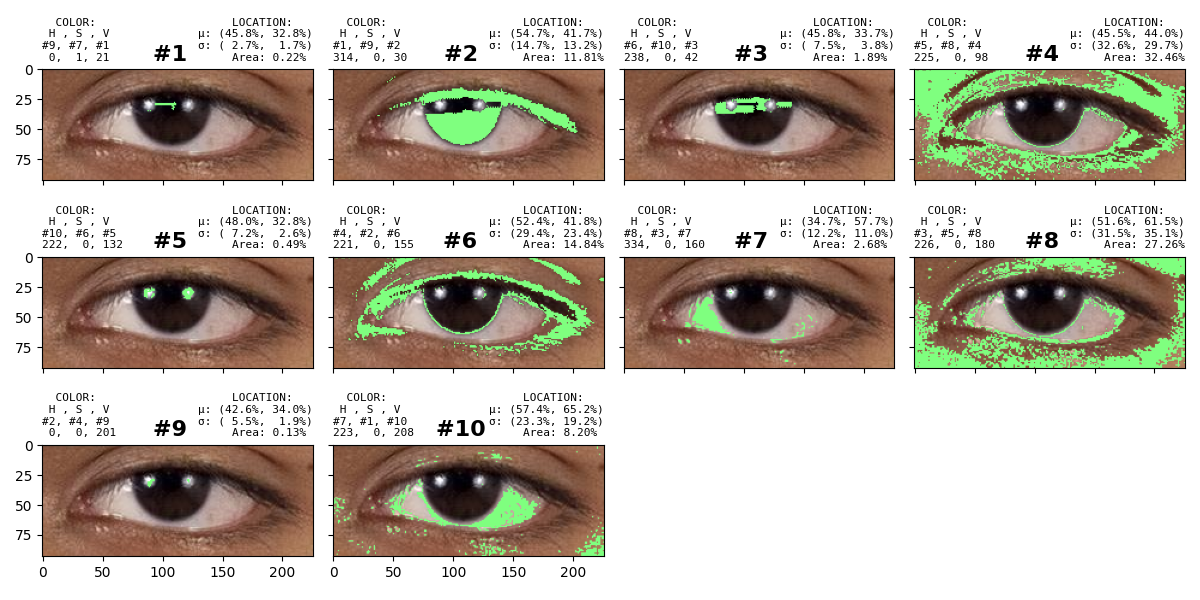 COLOR: LOCATION:
H , S , V μ: (45.8%, 32.8%)
#9, #7, #1 σ: ( 2.7%, 1.7%)
0, 1, 21 #1 Area: 0.22%
COLOR: LOCATION:
H , S , V μ: (54.7%, 41.7%)
#1, #9, #2 σ: (14.7%, 13.2%)
314, 0, 30 #2 Area: 11.81%
COLOR: LOCATION:
H , S , V μ: (45.8%, 33.7%)
#6, #10, #3 σ: ( 7.5%, 3.8%)
238, 0, 42 #3 Area: 1.89%
COLOR: LOCATION:
H , S , V μ: (45.5%, 44.0%)
#5, #8, #4 σ: (32.6%, 29.7%)
225, 0, 98 #4 Area: 32.46%
0
25
50
75
COLOR: LOCATION:
H , S , V μ: (48.0%, 32.8%)
#10, #6, #5 σ: ( 7.2%, 2.6%)
222, 0, 132 #5 Area: 0.49%
COLOR: LOCATION:
H , S , V μ: (52.4%, 41.8%)
#4, #2, #6 σ: (29.4%, 23.4%)
221, 0, 155 #6 Area: 14.84%
COLOR: LOCATION:
H , S , V μ: (34.7%, 57.7%)
#8, #3, #7 σ: (12.2%, 11.0%)
334, 0, 160 #7 Area: 2.68%
COLOR: LOCATION:
H , S , V μ: (51.6%, 61.5%)
#3, #5, #8 σ: (31.5%, 35.1%)
226, 0, 180 #8 Area: 27.26%
0
25
50
75
COLOR: LOCATION:
H , S , V μ: (42.6%, 34.0%)
#2, #4, #9 σ: ( 5.5%, 1.9%)
0, 0, 201 #9 Area: 0.13%
COLOR: LOCATION:
H , S , V μ: (57.4%, 65.2%)
#7, #1, #10 σ: (23.3%, 19.2%)
223, 0, 208 #10 Area: 8.20%
0
25
50
75
0 50 100 150 200
0 50 100 150 200